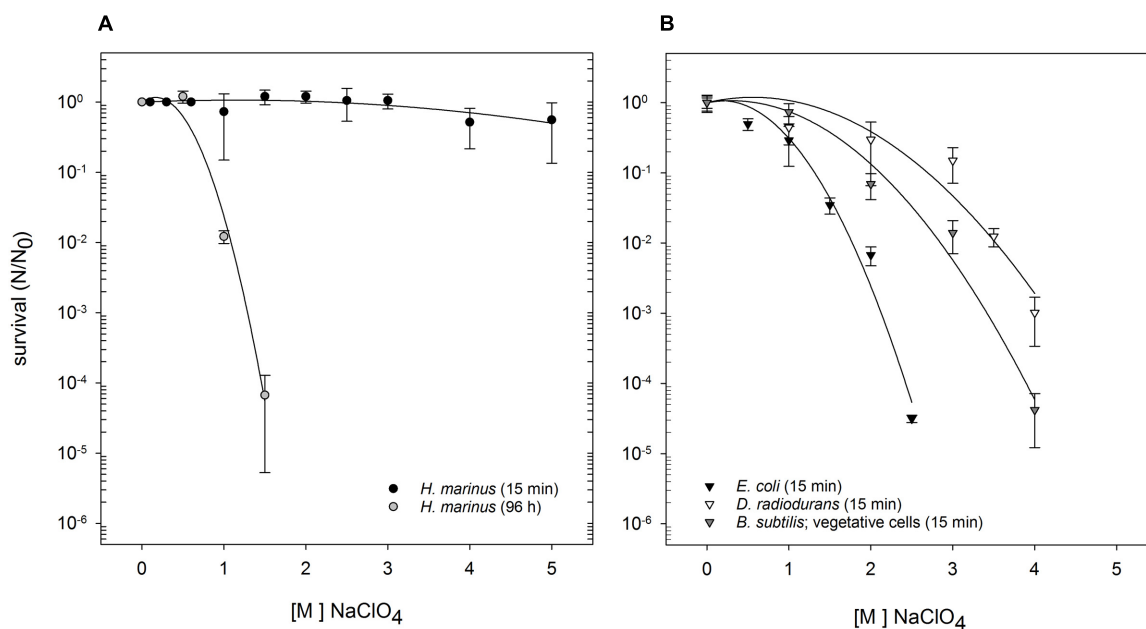 A
B
survival (N/N0)
10^0
10^-1
10^-2
10^-3
10^-4
10^-5
10^-6
0 1 2 3 4 5
[M ] NaClO4
H. marinus (15 min)
H. marinus (96 h)
10^0
10^-1
10^-2
10^-3
10^-4
10^-5
10^-6
0 1 2 3 4 5
[M ] NaClO4
E. coli (15 min)
D. radiodurans (15 min)
B. subtilis; vegetative cells (15 min)